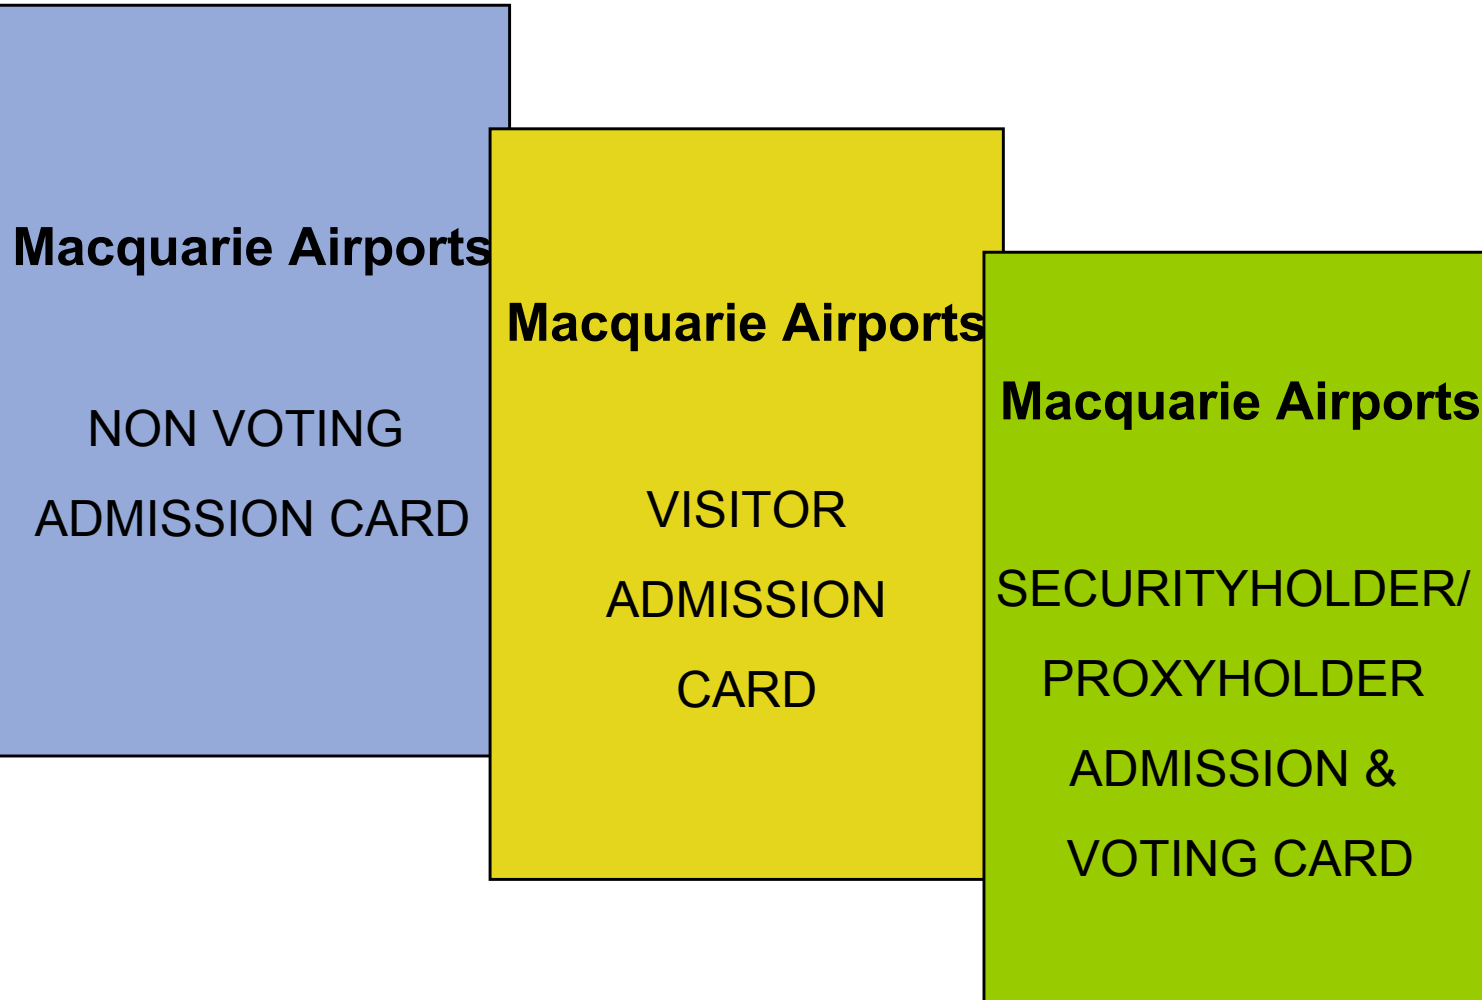 Macquarie Airports
NON VOTING
ADMISSION CARD
Macquarie Airports
VISITOR
ADMISSION
CARD
Macquarie Airports
SECURITYHOLDER/
PROXYHOLDER
ADMISSION &
VOTING CARD